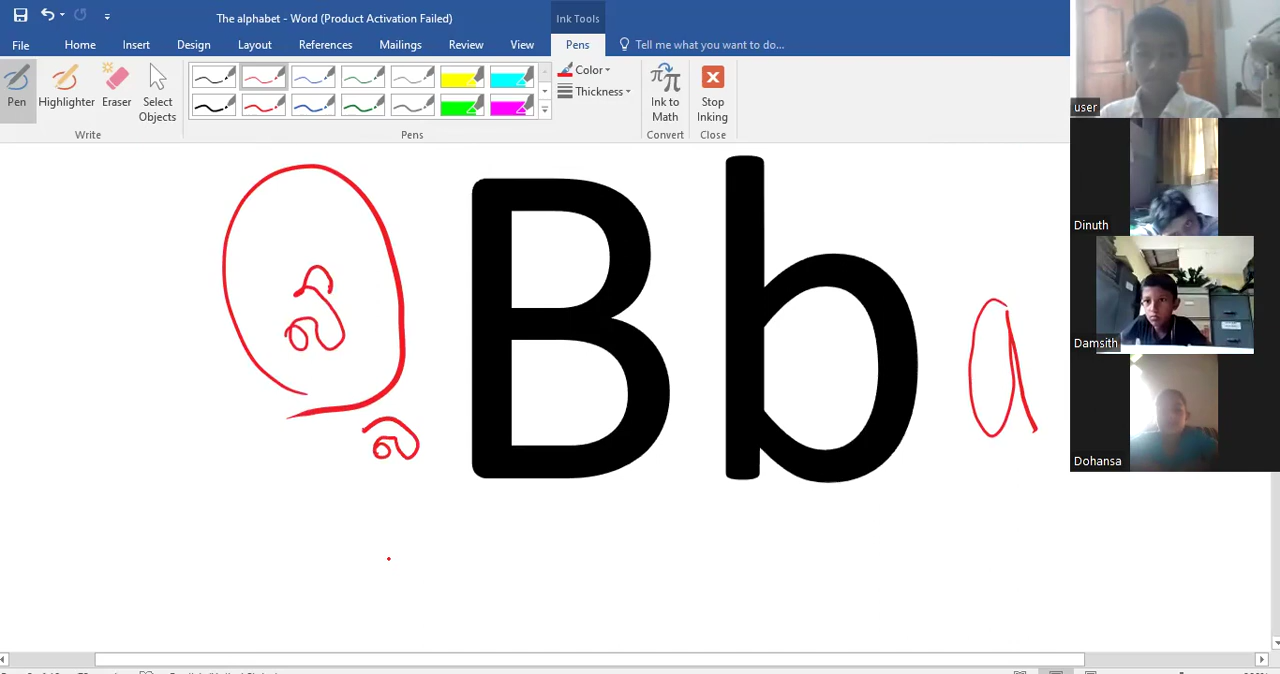 The alphabet - Word (Product Activation Failed)
Ink Tools
File Home Insert Design Layout References Mailings Review View Pens Tell me what you want to do...
Pen Highlighter Eraser Select Objects
Color
Thickness
Ink to Math
Stop Inking
Write Pens Convert Close
user
Dinuth
Damsith
Dohansa
Bb
a